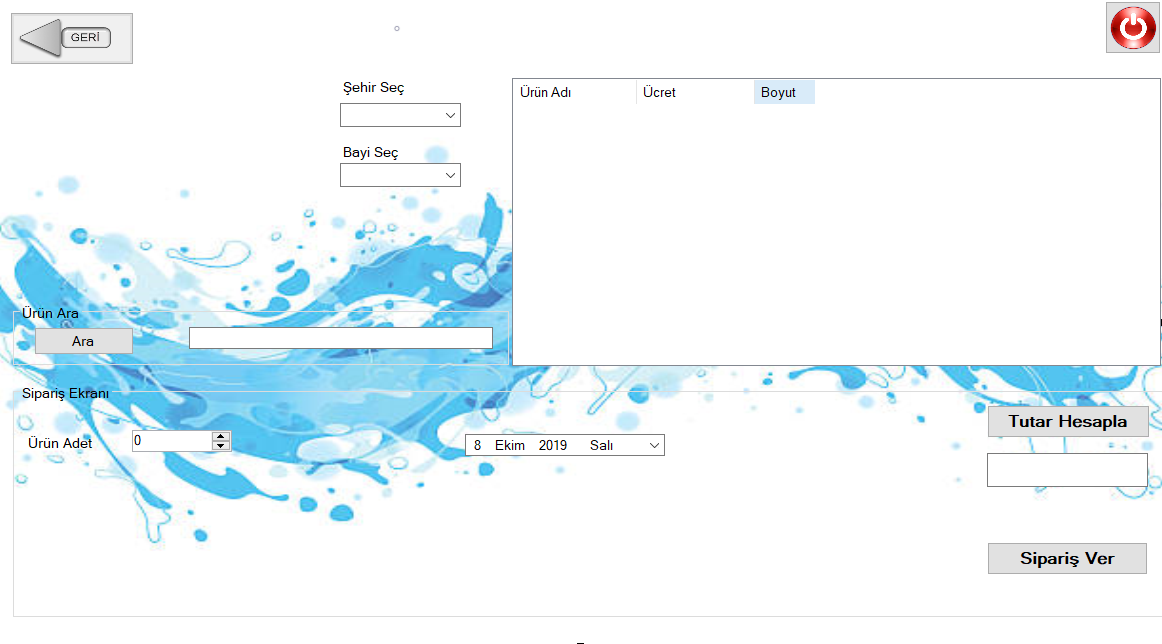 GERİ
Şehir Seç
Bayi Seç
Ürün Adı Ücret Boyut
Ürün Ara
Ara
Sipariş Ekranı
Ürün Adet 0
8 Ekim 2019 Salı
Tutar Hesapla
Sipariş Ver